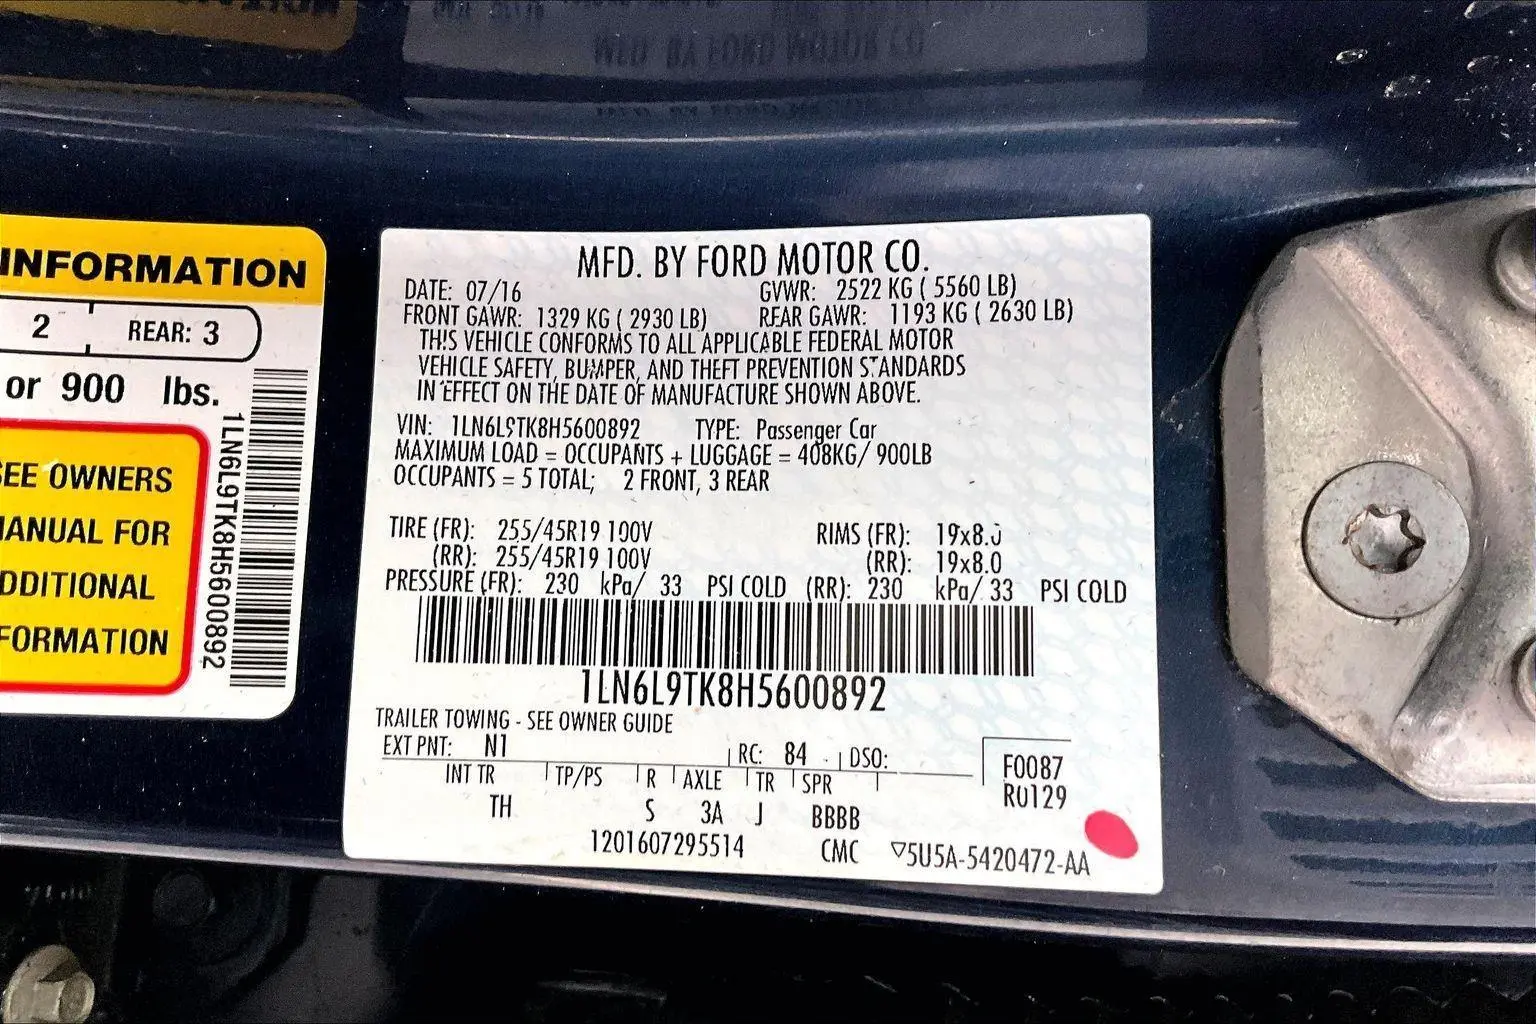 INFORMATION
2 REAR: 3
or 900 lbs.
SEE OWNERS
MANUAL FOR
ADDITIONAL
INFORMATION
1LN6L9TK8H5600892
MFD. BY FORD MOTOR CO.
DATE: 07/16 GVWR: 2522 KG ( 5560 LB)
FRONT GAWR: 1329 KG ( 2930 LB) REAR GAWR: 1193 KG ( 2630 LB)
THIS VEHICLE CONFORMS TO ALL APPLICABLE FEDERAL MOTOR
VEHICLE SAFETY, BUMPER, AND THEFT PREVENTION STANDARDS
IN EFFECT ON THE DATE OF MANUFACTURE SHOWN ABOVE.
VIN: 1LN6L9TK8H5600892 TYPE: Passenger Car
MAXIMUM LOAD = OCCUPANTS + LUGGAGE = 408KG/ 900LB
OCCUPANTS = 5 TOTAL; 2 FRONT, 3 REAR
TIRE (FR): 255/45R19 100V RIMS (FR): 19x8.0
(RR): 255/45R19 100V (RR): 19x8.0
PRESSURE (FR): 230 kPa/ 33 PSI COLD (RR): 230 kPa/ 33 PSI COLD
1LN6L9TK8H5600892
TRAILER TOWING - SEE OWNER GUIDE
EXT PNT: N1 RC: 84 DSO:
INT TR TP/PS R AXLE TR SPR
TH S 3A J BBBB
F0087
R0129
1201607295514 CMC ▽5U5A-5420472-AA